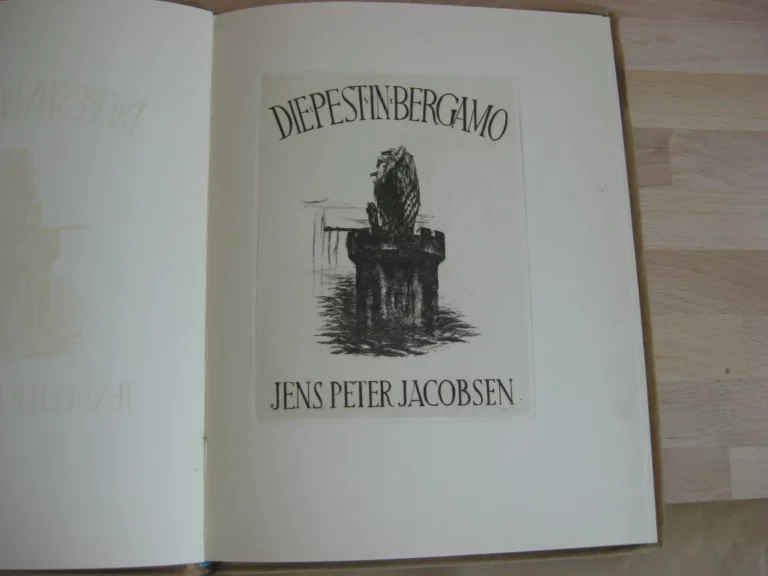 DIE·PEST·IN·BERGAMO
JENS PETER JACOBSEN